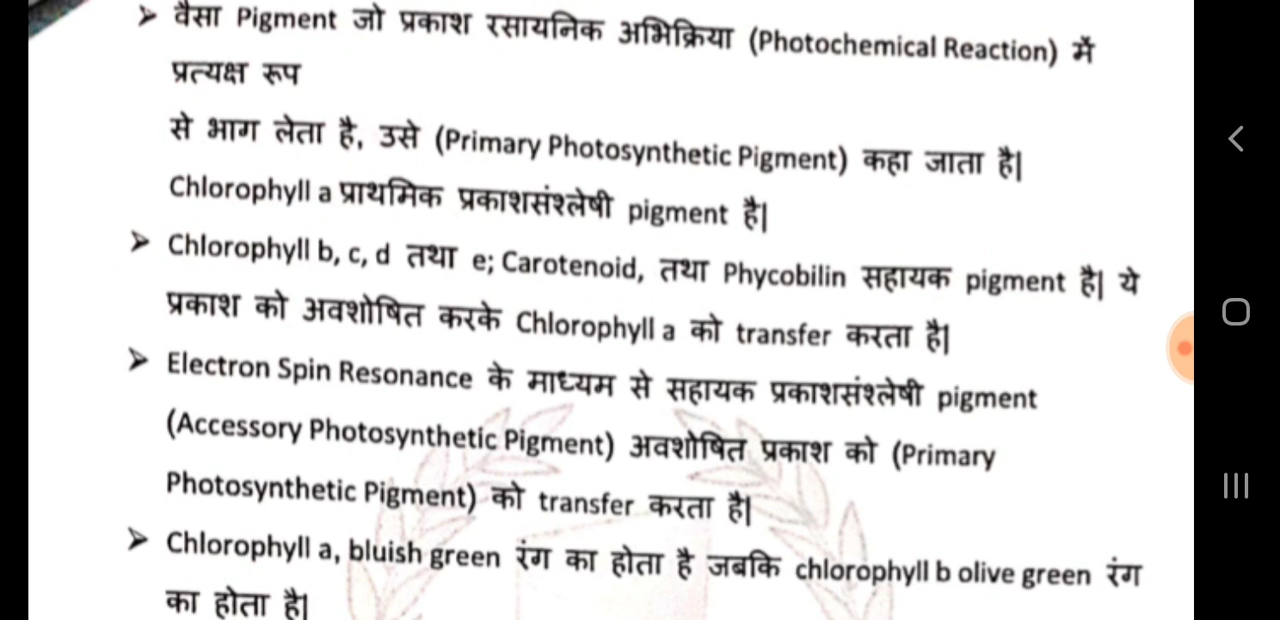 ➤ वैसा Pigment जो प्रकाश रसायनिक अभिक्रिया (Photochemical Reaction) में
प्रत्यक्ष रूप
से भाग लेता है, उसे (Primary Photosynthetic Pigment) कहा जाता है|
Chlorophyll a प्राथमिक प्रकाशसंश्लेषी pigment है|
➤ Chlorophyll b, c, d तथा e; Carotenoid, तथा Phycobilin सहायक pigment है| ये
प्रकाश को अवशोषित करके Chlorophyll a को transfer करता है|
➤ Electron Spin Resonance के माध्यम से सहायक प्रकाशसंश्लेषी pigment
(Accessory Photosynthetic Pigment) अवशोषित प्रकाश को (Primary
Photosynthetic Pigment) को transfer करता है|
➤ Chlorophyll a, bluish green रंग का होता है जबकि chlorophyll b olive green रंग
का होता है|